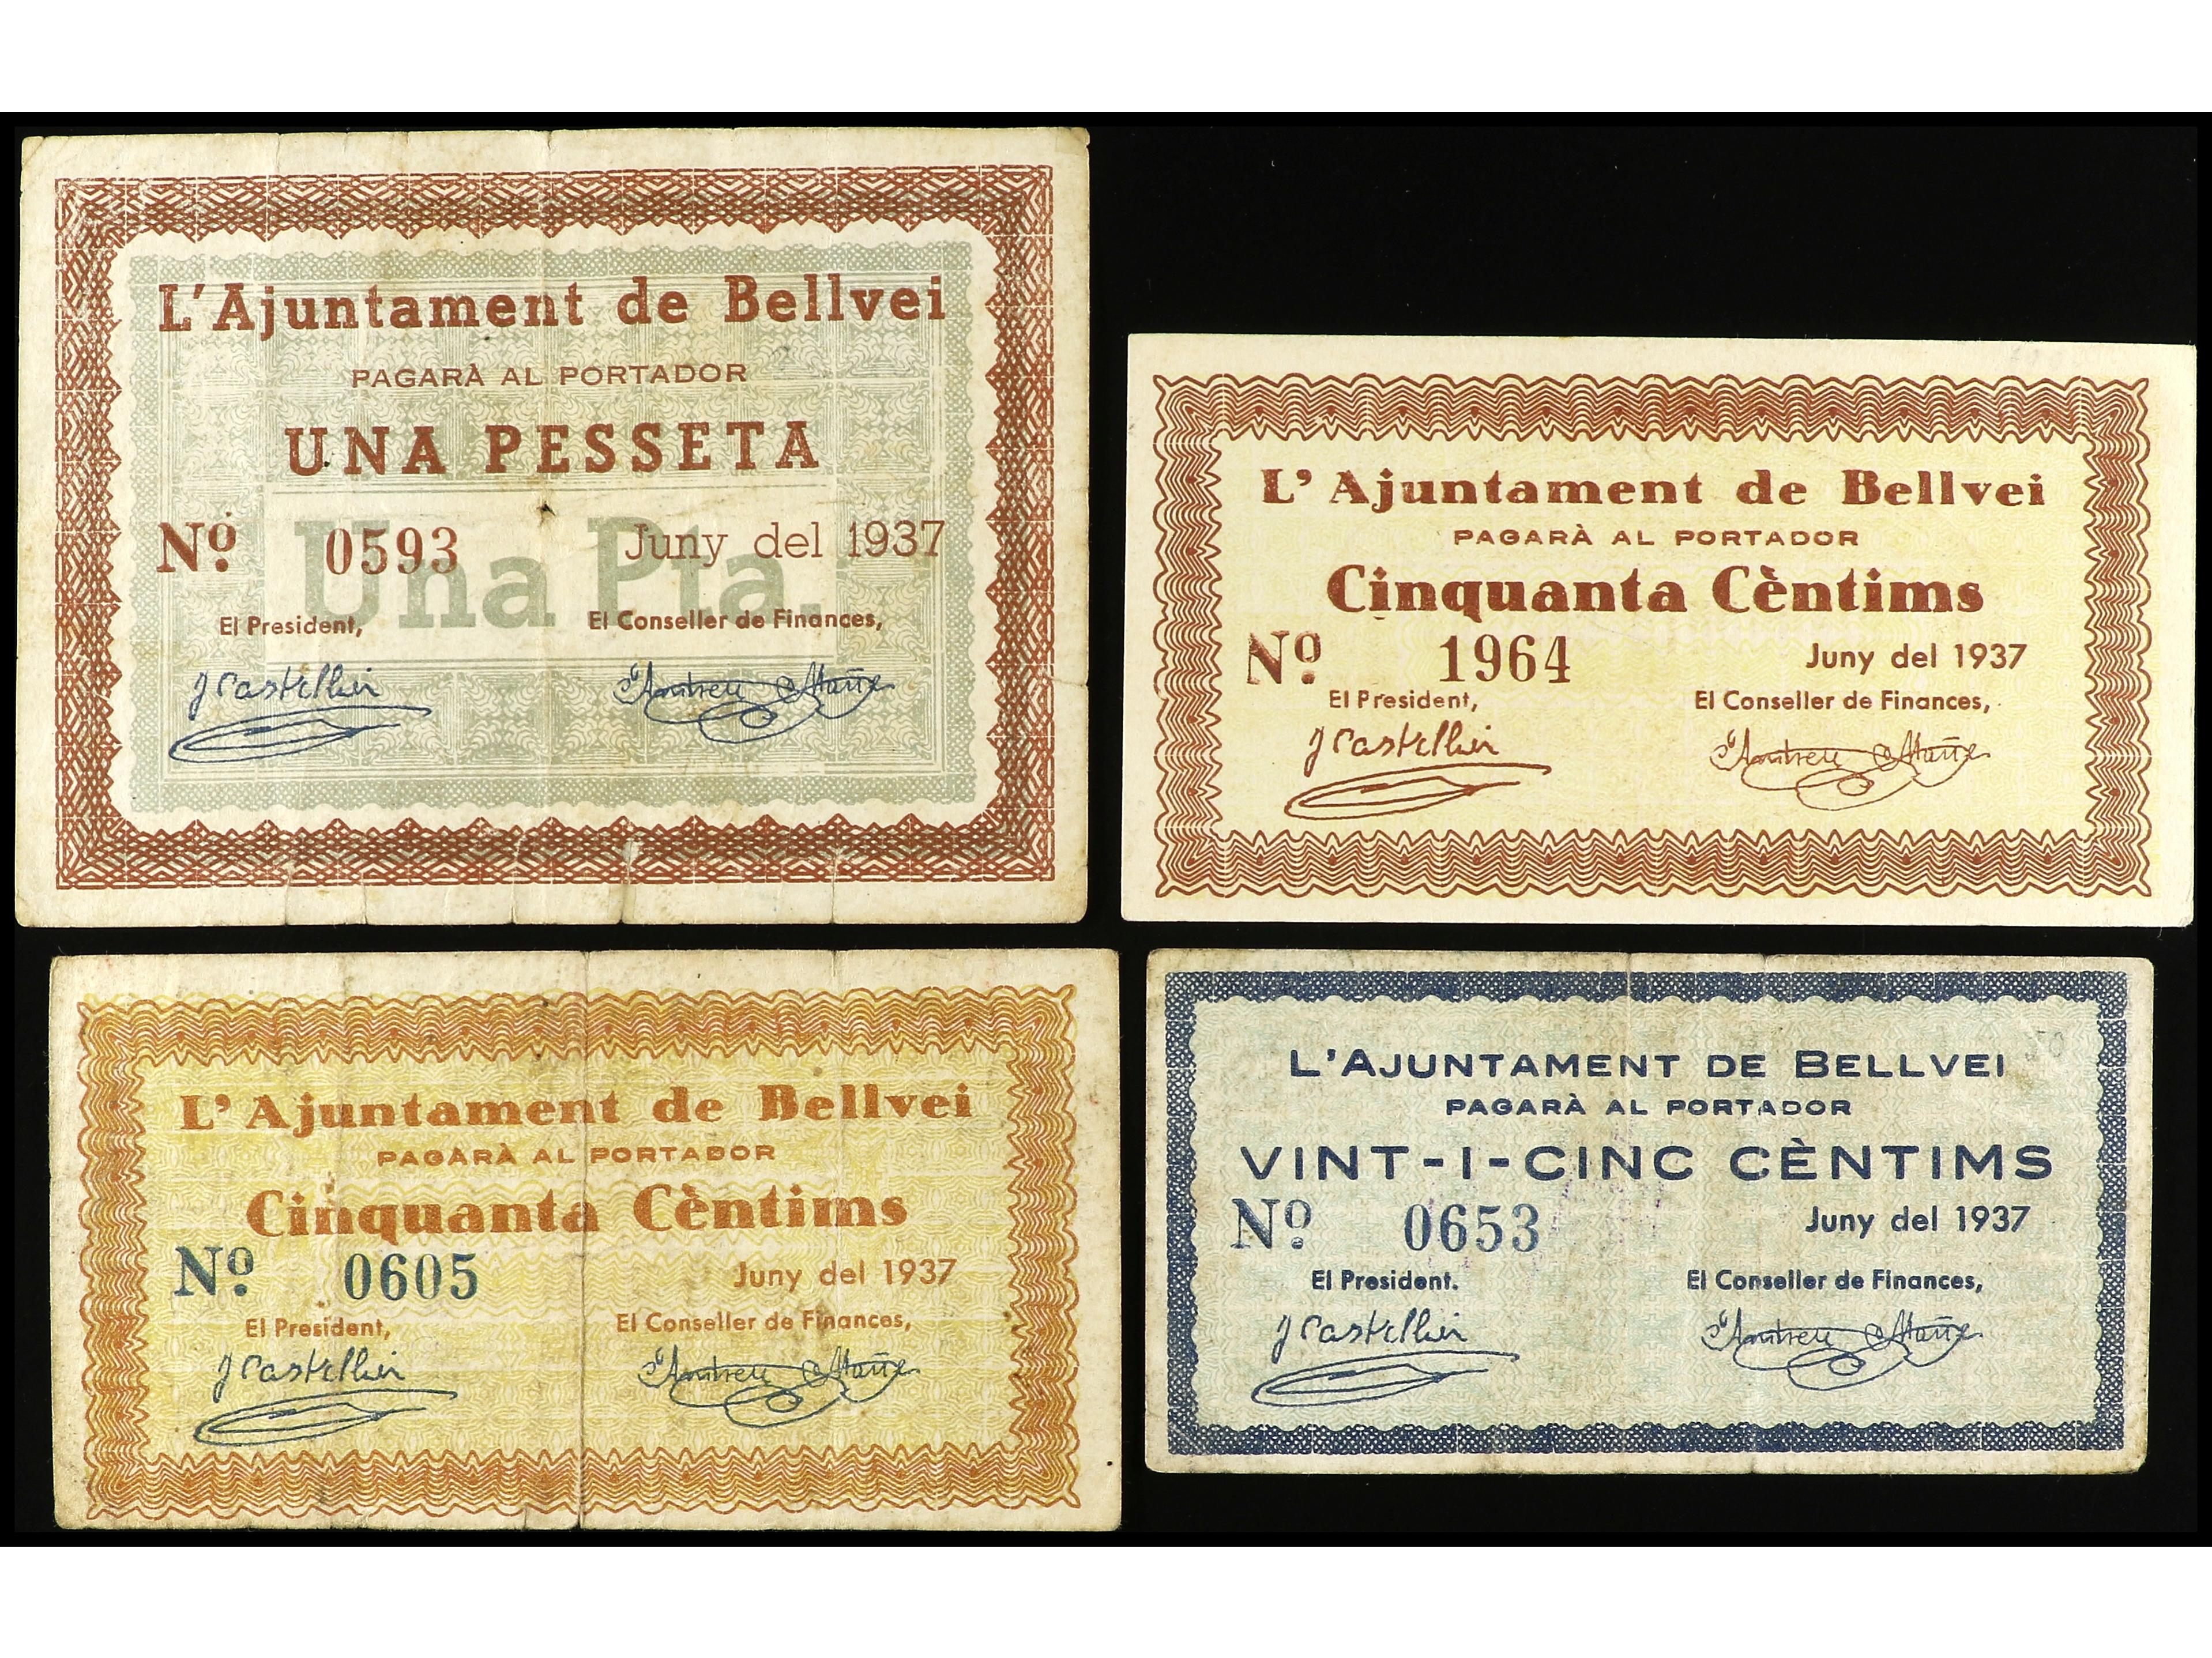 L'Ajuntament de Bellvei
PAGARÀ AL PORTADOR
UNA PESSETA
Una Pta.
Nº 0593 Juny del 1937
El President, El Conseller de Finances,
L'Ajuntament de Bellvei
PAGARÀ AL PORTADOR
Cinquanta Cèntims
Nº 1964 Juny del 1937
El President, El Conseller de Finances,
L'Ajuntament de Bellvei
PAGARÀ AL PORTADOR
Cinquanta Cèntims
Nº 0605 Juny del 1937
El President, El Conseller de Finances,
L'AJUNTAMENT DE BELLVEI
PAGARÀ AL PORTADOR
VINT-I-CINC CÈNTIMS
Nº 0653 Juny del 1937
El President. El Conseller de Finances,